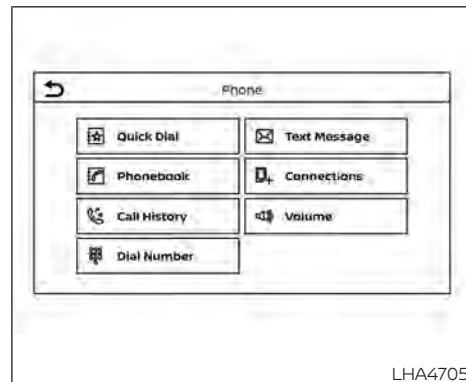 Phone
Quick Dial
Text Message
Phonebook
Connections
Call History
Volume
Dial Number
LHA4705